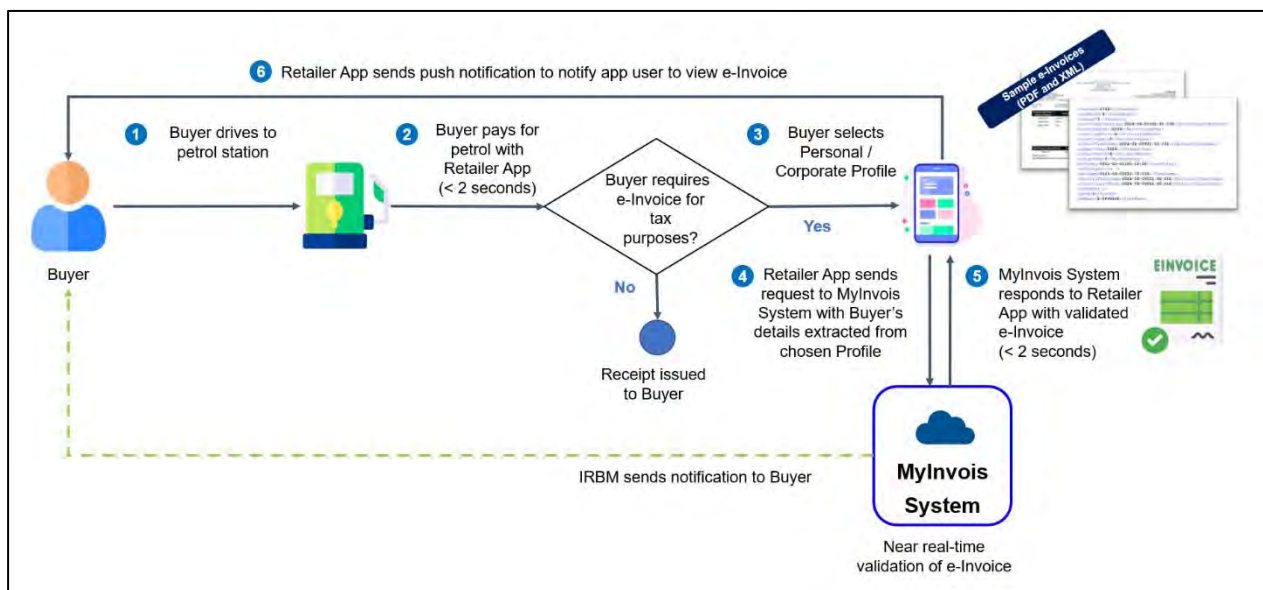 6 Retailer App sends push notification to notify app user to view e-Invoice
Sample e-Invoices
(PDF and XML)
1 Buyer drives to
petrol station
2 Buyer pays for
petrol with
Retailer App
(< 2 seconds)
Buyer requires
e-Invoice for
tax
purposes?
3 Buyer selects
Personal /
Corporate Profile
Yes
Buyer
No
Receipt issued
to Buyer
4 Retailer App sends
request to MyInvois
System with Buyer's
details extracted from
chosen Profile
5 MyInvois System
responds to Retailer
App with validated
e-Invoice
(< 2 seconds)
EINVOICE
IRBM sends notification to Buyer
MyInvois
System
Near real-time
validation of e-Invoice